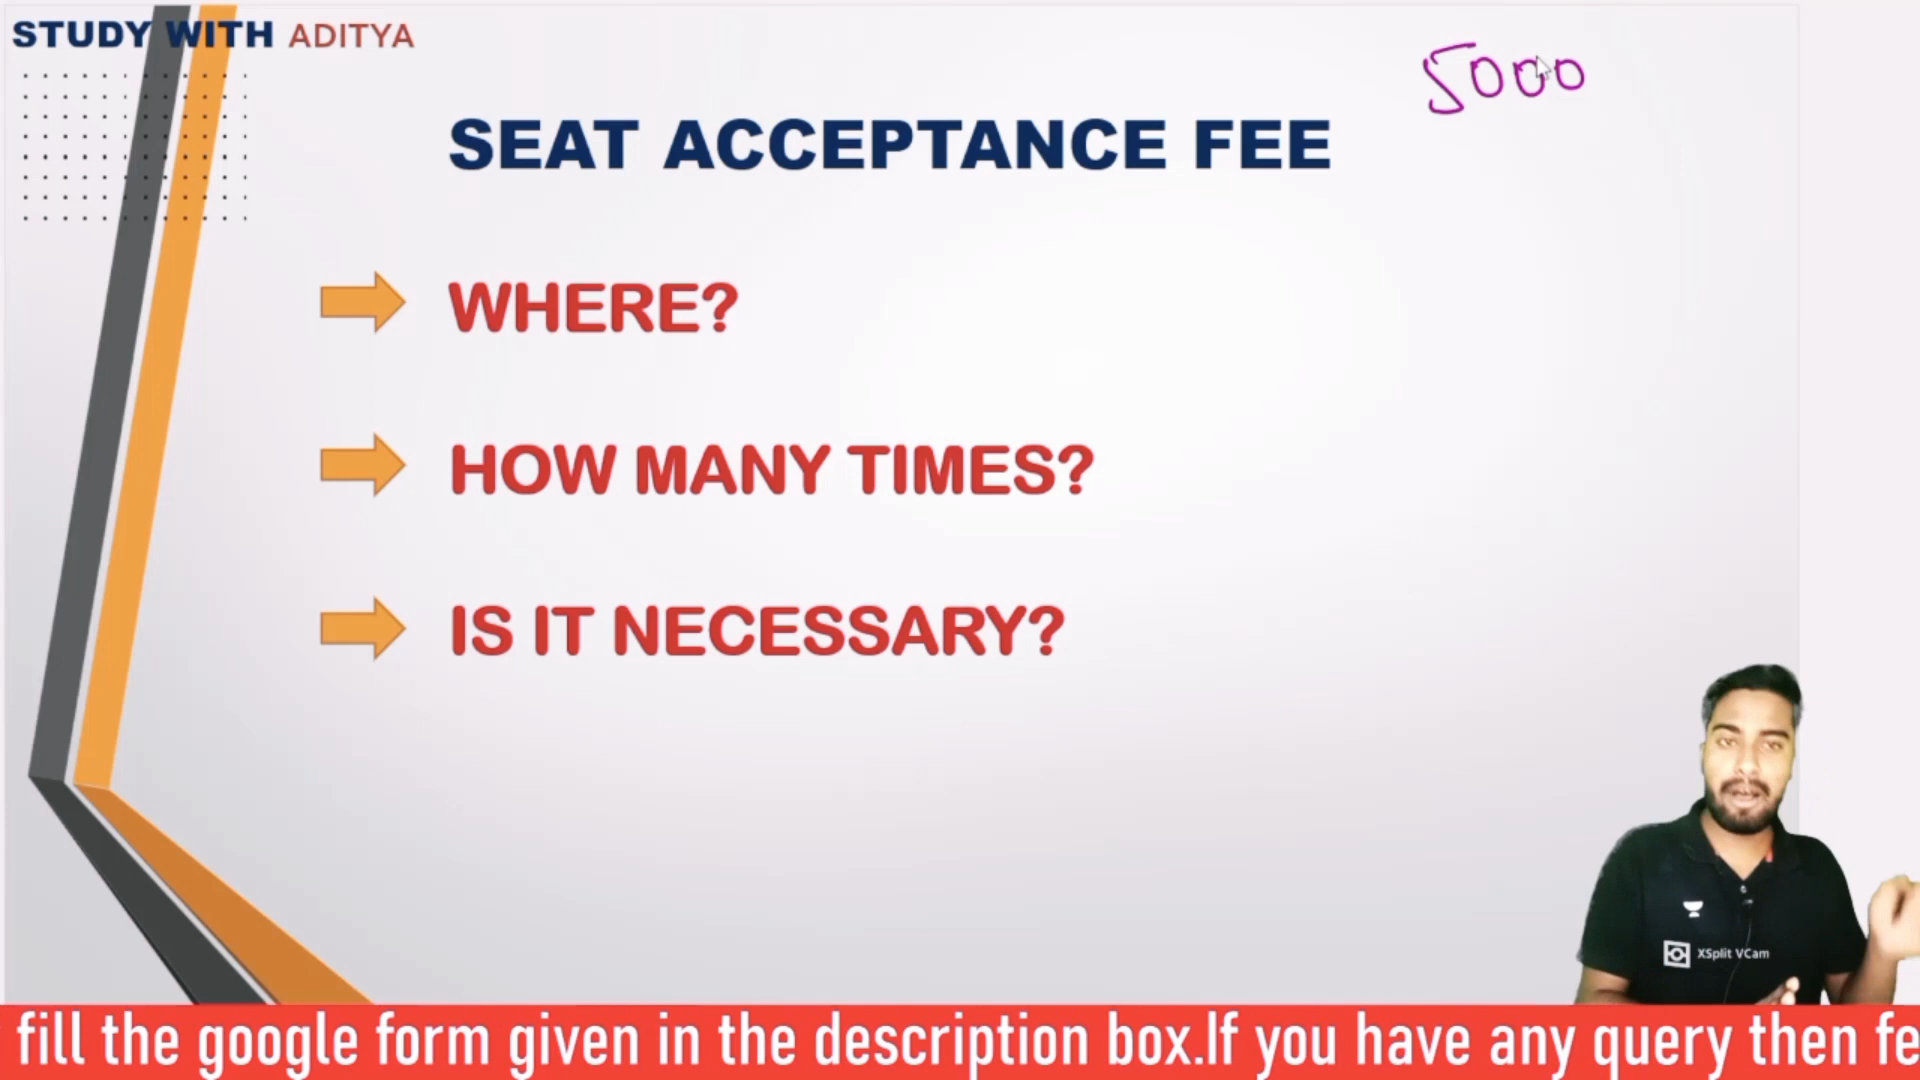 STUDY WITH ADITYA
5000
SEAT ACCEPTANCE FEE
WHERE?
HOW MANY TIMES?
IS IT NECESSARY?
XSplit VCam
fill the google form given in the description box.If you have any query then fe